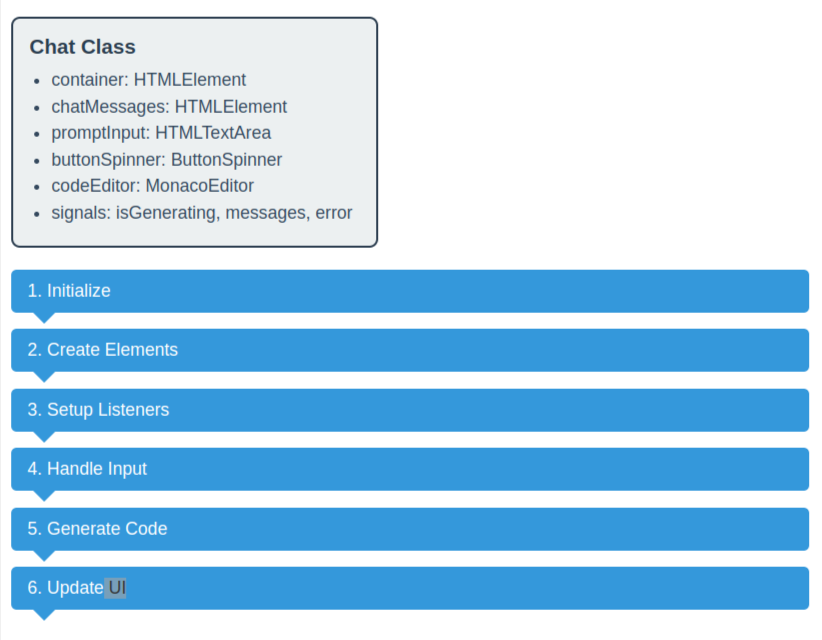 Chat Class
• container: HTMLElement
• chatMessages: HTMLElement
• promptInput: HTMLTextArea
• buttonSpinner: ButtonSpinner
• codeEditor: MonacoEditor
• signals: isGenerating, messages, error
1. Initialize
2. Create Elements
3. Setup Listeners
4. Handle Input
5. Generate Code
6. Update UI